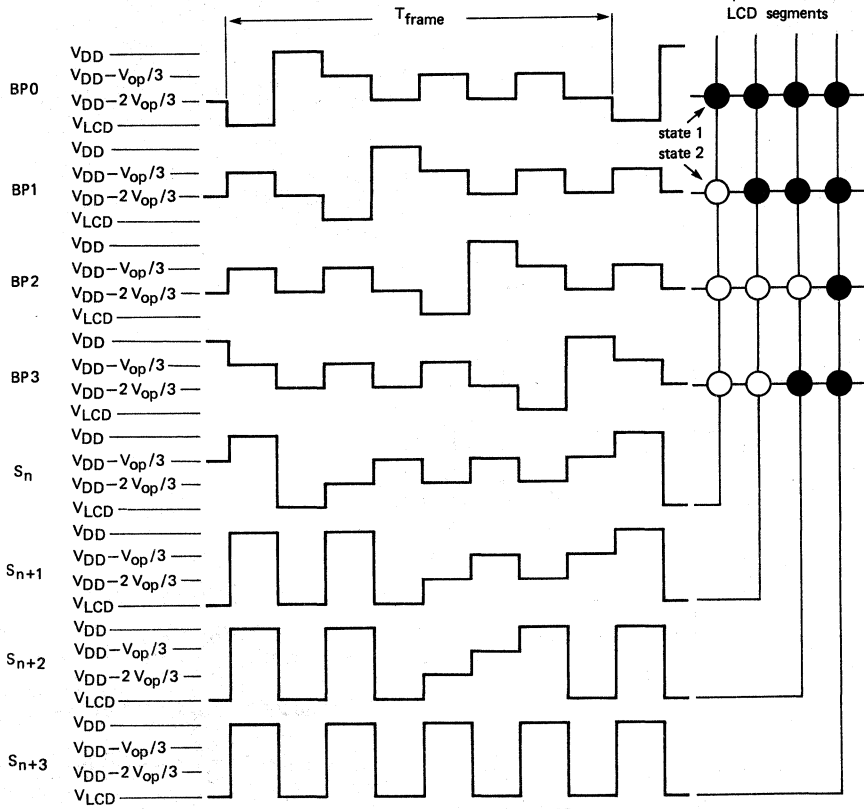 T_frame
LCD segments
BP0
V_DD
V_DD–V_op/3
V_DD–2 V_op/3
V_LCD
state 1
state 2
BP1
V_DD
V_DD–V_op/3
V_DD–2 V_op/3
V_LCD
BP2
V_DD
V_DD–V_op/3
V_DD–2 V_op/3
V_LCD
BP3
V_DD
V_DD–V_op/3
V_DD–2 V_op/3
V_LCD
S_n
V_DD
V_DD–V_op/3
V_DD–2 V_op/3
V_LCD
S_n+1
V_DD
V_DD–V_op/3
V_DD–2 V_op/3
V_LCD
S_n+2
V_DD
V_DD–V_op/3
V_DD–2 V_op/3
V_LCD
S_n+3
V_DD
V_DD–V_op/3
V_DD–2 V_op/3
V_LCD